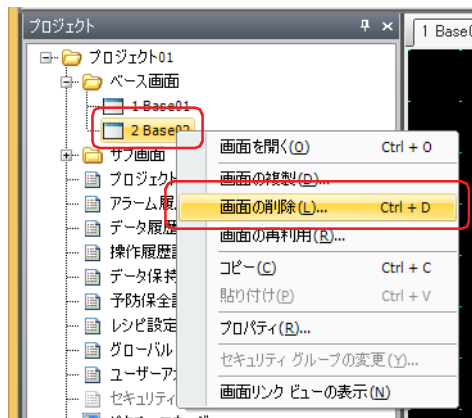 プロジェクト
1 Base0
プロジェクト01
ベース画面
1 Base01
2 Base02
サブ画面
プロジェクト
アラーム履
データ履歴
操作履歴
データ保持
予防保全
レシピ設定
グローバル
ユーザーア
セキュリティ
画面を開く(O) Ctrl + O
画面の複製(D)...
画面の削除(L)... Ctrl + D
画面の再利用(R)...
コピー(C) Ctrl + C
貼り付け(P) Ctrl + V
プロパティ(R)...
セキュリティ グループの変更(Y)...
画面リンク ビューの表示(N)